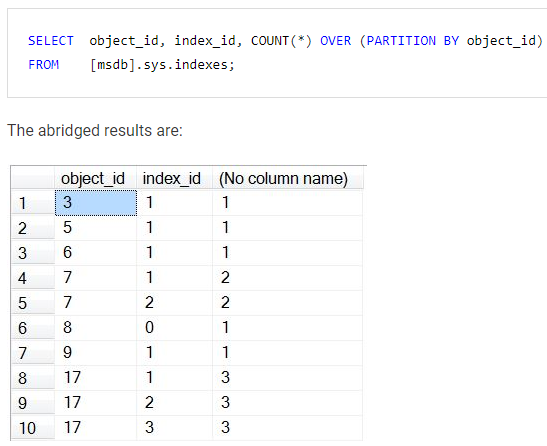 SELECT object_id, index_id, COUNT(*) OVER (PARTITION BY object_id)
FROM [msdb].sys.indexes;
The abridged results are:
object_id index_id (No column name)
1 3 1 1
2 5 1 1
3 6 1 1
4 7 1 2
5 7 2 2
6 8 0 1
7 9 1 1
8 17 1 3
9 17 2 3
10 17 3 3